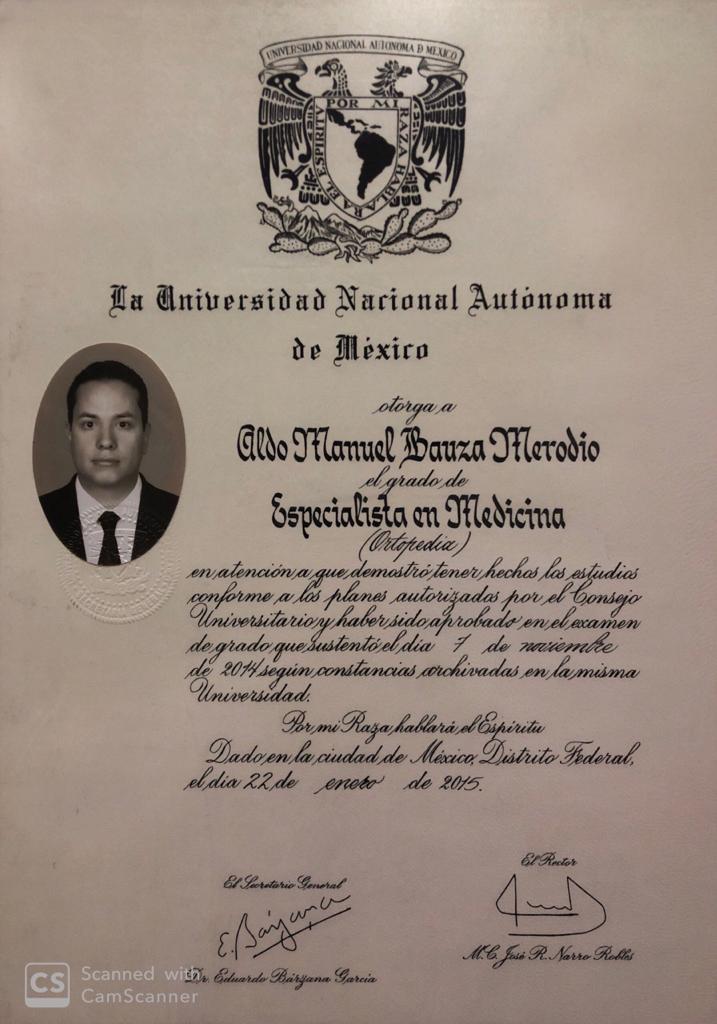 UNIVERSIDAD NACIONAL AUTONOMA D MEXICO
POR MI RAZA HABLARA EL ESPIRITU
La Universidad Nacional Autónoma
de México
otorga a
Aldo Manuel Bauza Merodio
el grado de
Especialista en Medicina
(Ortopedia)
en atención a que demostró tener hechos los estudios
conforme a los planes autorizados por el Consejo
Universitario y haber sido aprobado en el examen
de grado que sustentó el día 7 de noviembre
de 2014 según constancias archivadas en la misma
Universidad.
Por mi Raza hablará el Espíritu
Dado en la ciudad de México, Distrito Federal,
el día 22 de enero de 2015.
El Rector
El Secretario General
E. Bárzana
M.C. José R. Narro Robles
Dr. Eduardo Bárzana García
CS Scanned with
CamScanner